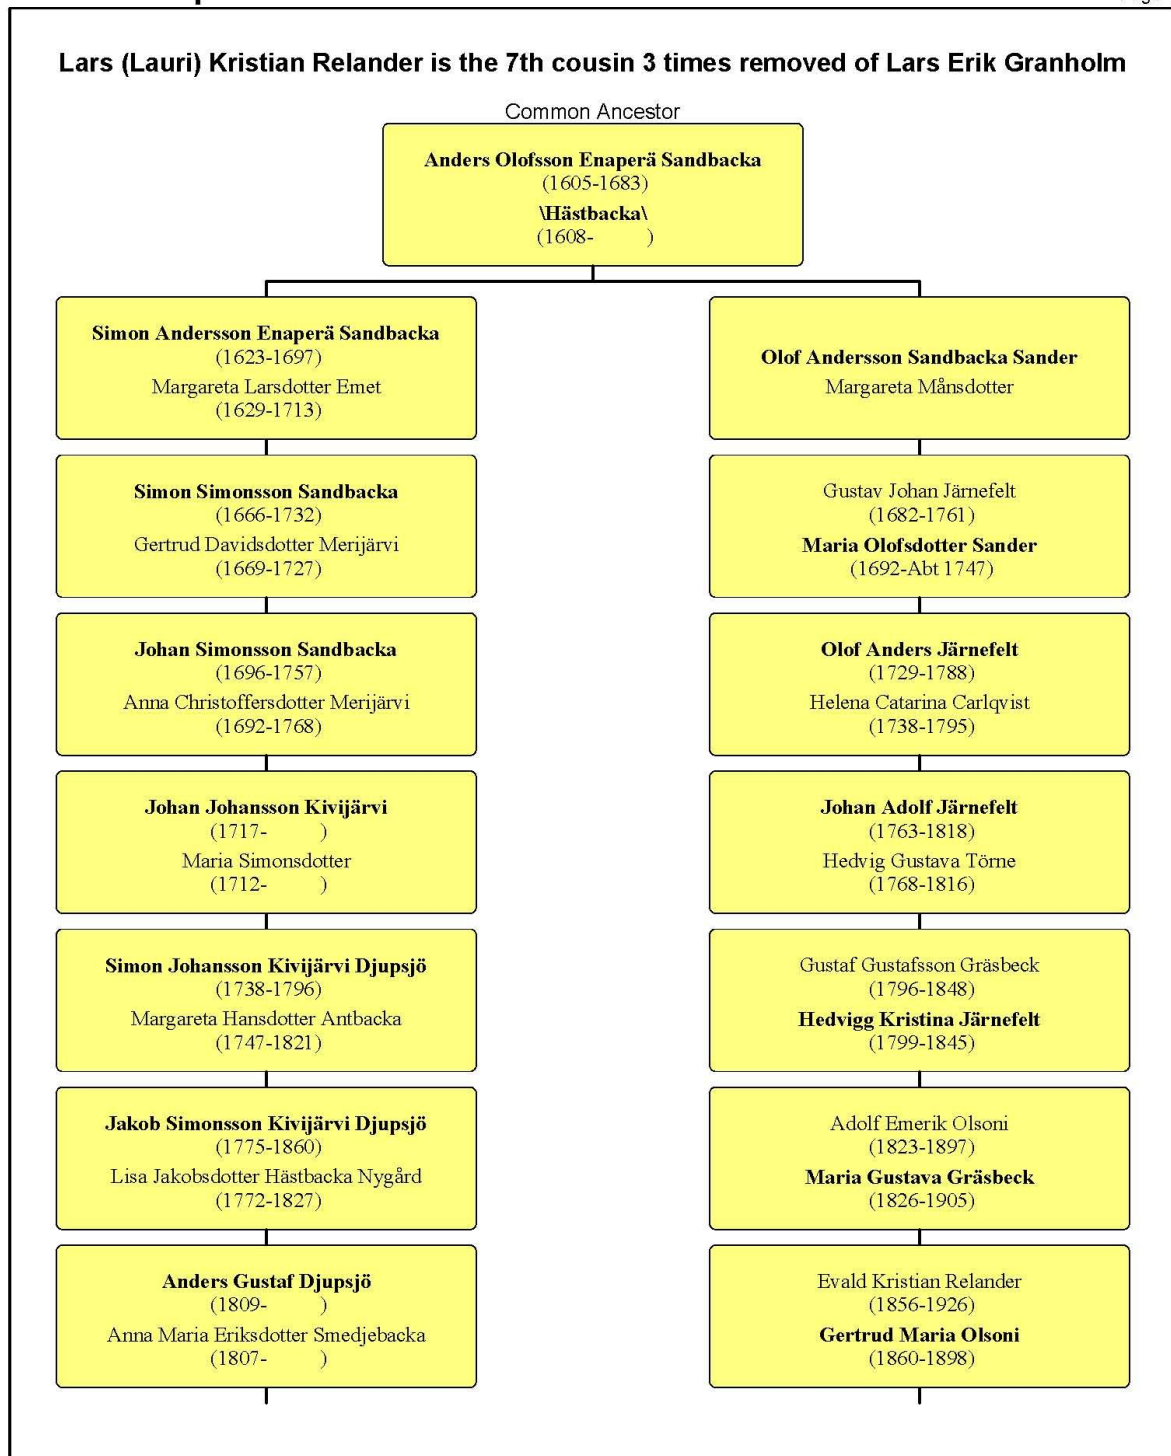 Lars (Lauri) Kristian Relander is the 7th cousin 3 times removed of Lars Erik Granholm
Common Ancestor
Anders Olofsson Enaperä Sandbacka
(1605-1683)
\Hästbacka\
(1608- )
Simon Andersson Enaperä Sandbacka
(1623-1697)
Margareta Larsdotter Emet
(1629-1713)
Olof Andersson Sandbacka Sander
Margareta Månsdotter
Simon Simonsson Sandbacka
(1666-1732)
Gertrud Davidsdotter Merijärvi
(1669-1727)
Gustav Johan Järnefelt
(1682-1761)
Maria Olofsdotter Sander
(1692-Abt 1747)
Johan Simonsson Sandbacka
(1696-1757)
Anna Christoffersdotter Merijärvi
(1692-1768)
Olof Anders Järnefelt
(1729-1788)
Helena Catarina Carlqvist
(1738-1795)
Johan Johansson Kivijärvi
(1717- )
Maria Simonsdotter
(1712- )
Johan Adolf Järnefelt
(1763-1818)
Hedvig Gustava Törne
(1768-1816)
Simon Johansson Kivijärvi Djupsjö
(1738-1796)
Margareta Hansdotter Antbacka
(1747-1821)
Gustaf Gustafsson Gräsbeck
(1796-1848)
Hedvigg Kristina Järnefelt
(1799-1845)
Jakob Simonsson Kivijärvi Djupsjö
(1775-1860)
Lisa Jakobsdotter Hästbacka Nygård
(1772-1827)
Adolf Emerik Olsoni
(1823-1897)
Maria Gustava Gräsbeck
(1826-1905)
Anders Gustaf Djupsjö
(1809- )
Anna Maria Eriksdotter Smedjebacka
(1807- )
Evald Kristian Relander
(1856-1926)
Gertrud Maria Olsoni
(1860-1898)